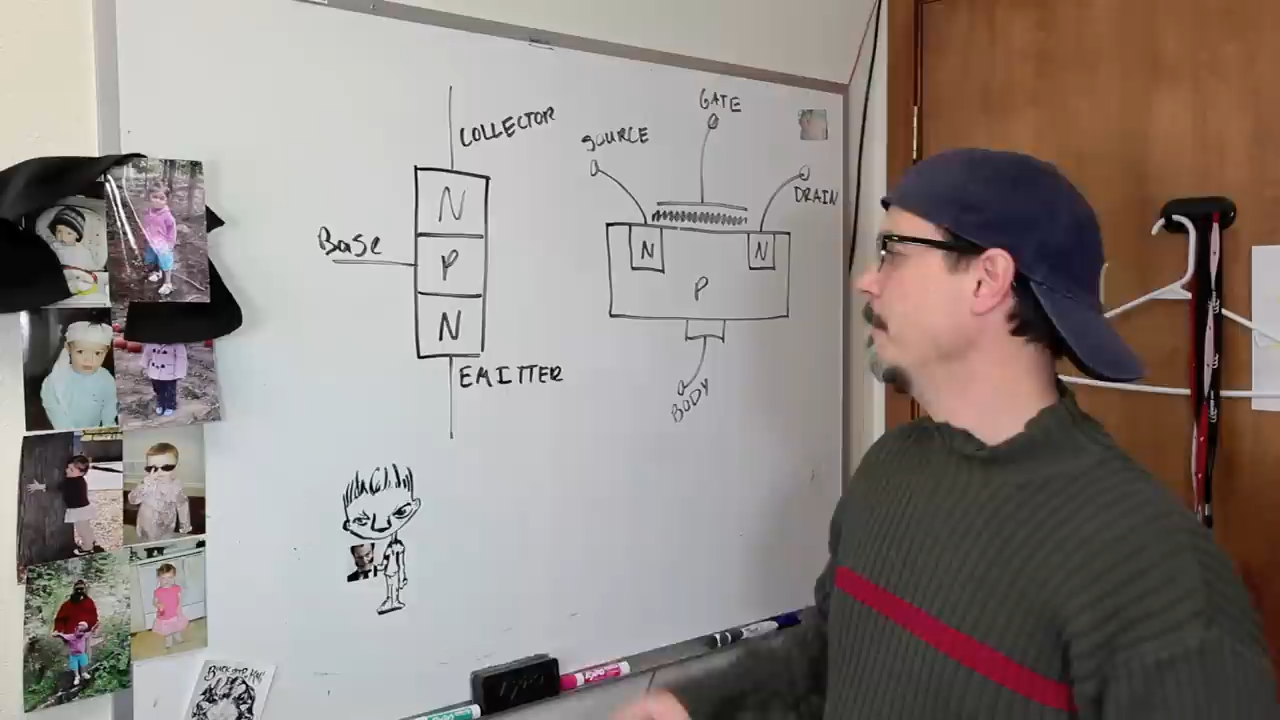 COLLECTOR
Base
N
P
N
EMITTER
GATE
SOURCE
DRAIN
N
N
P
BODY